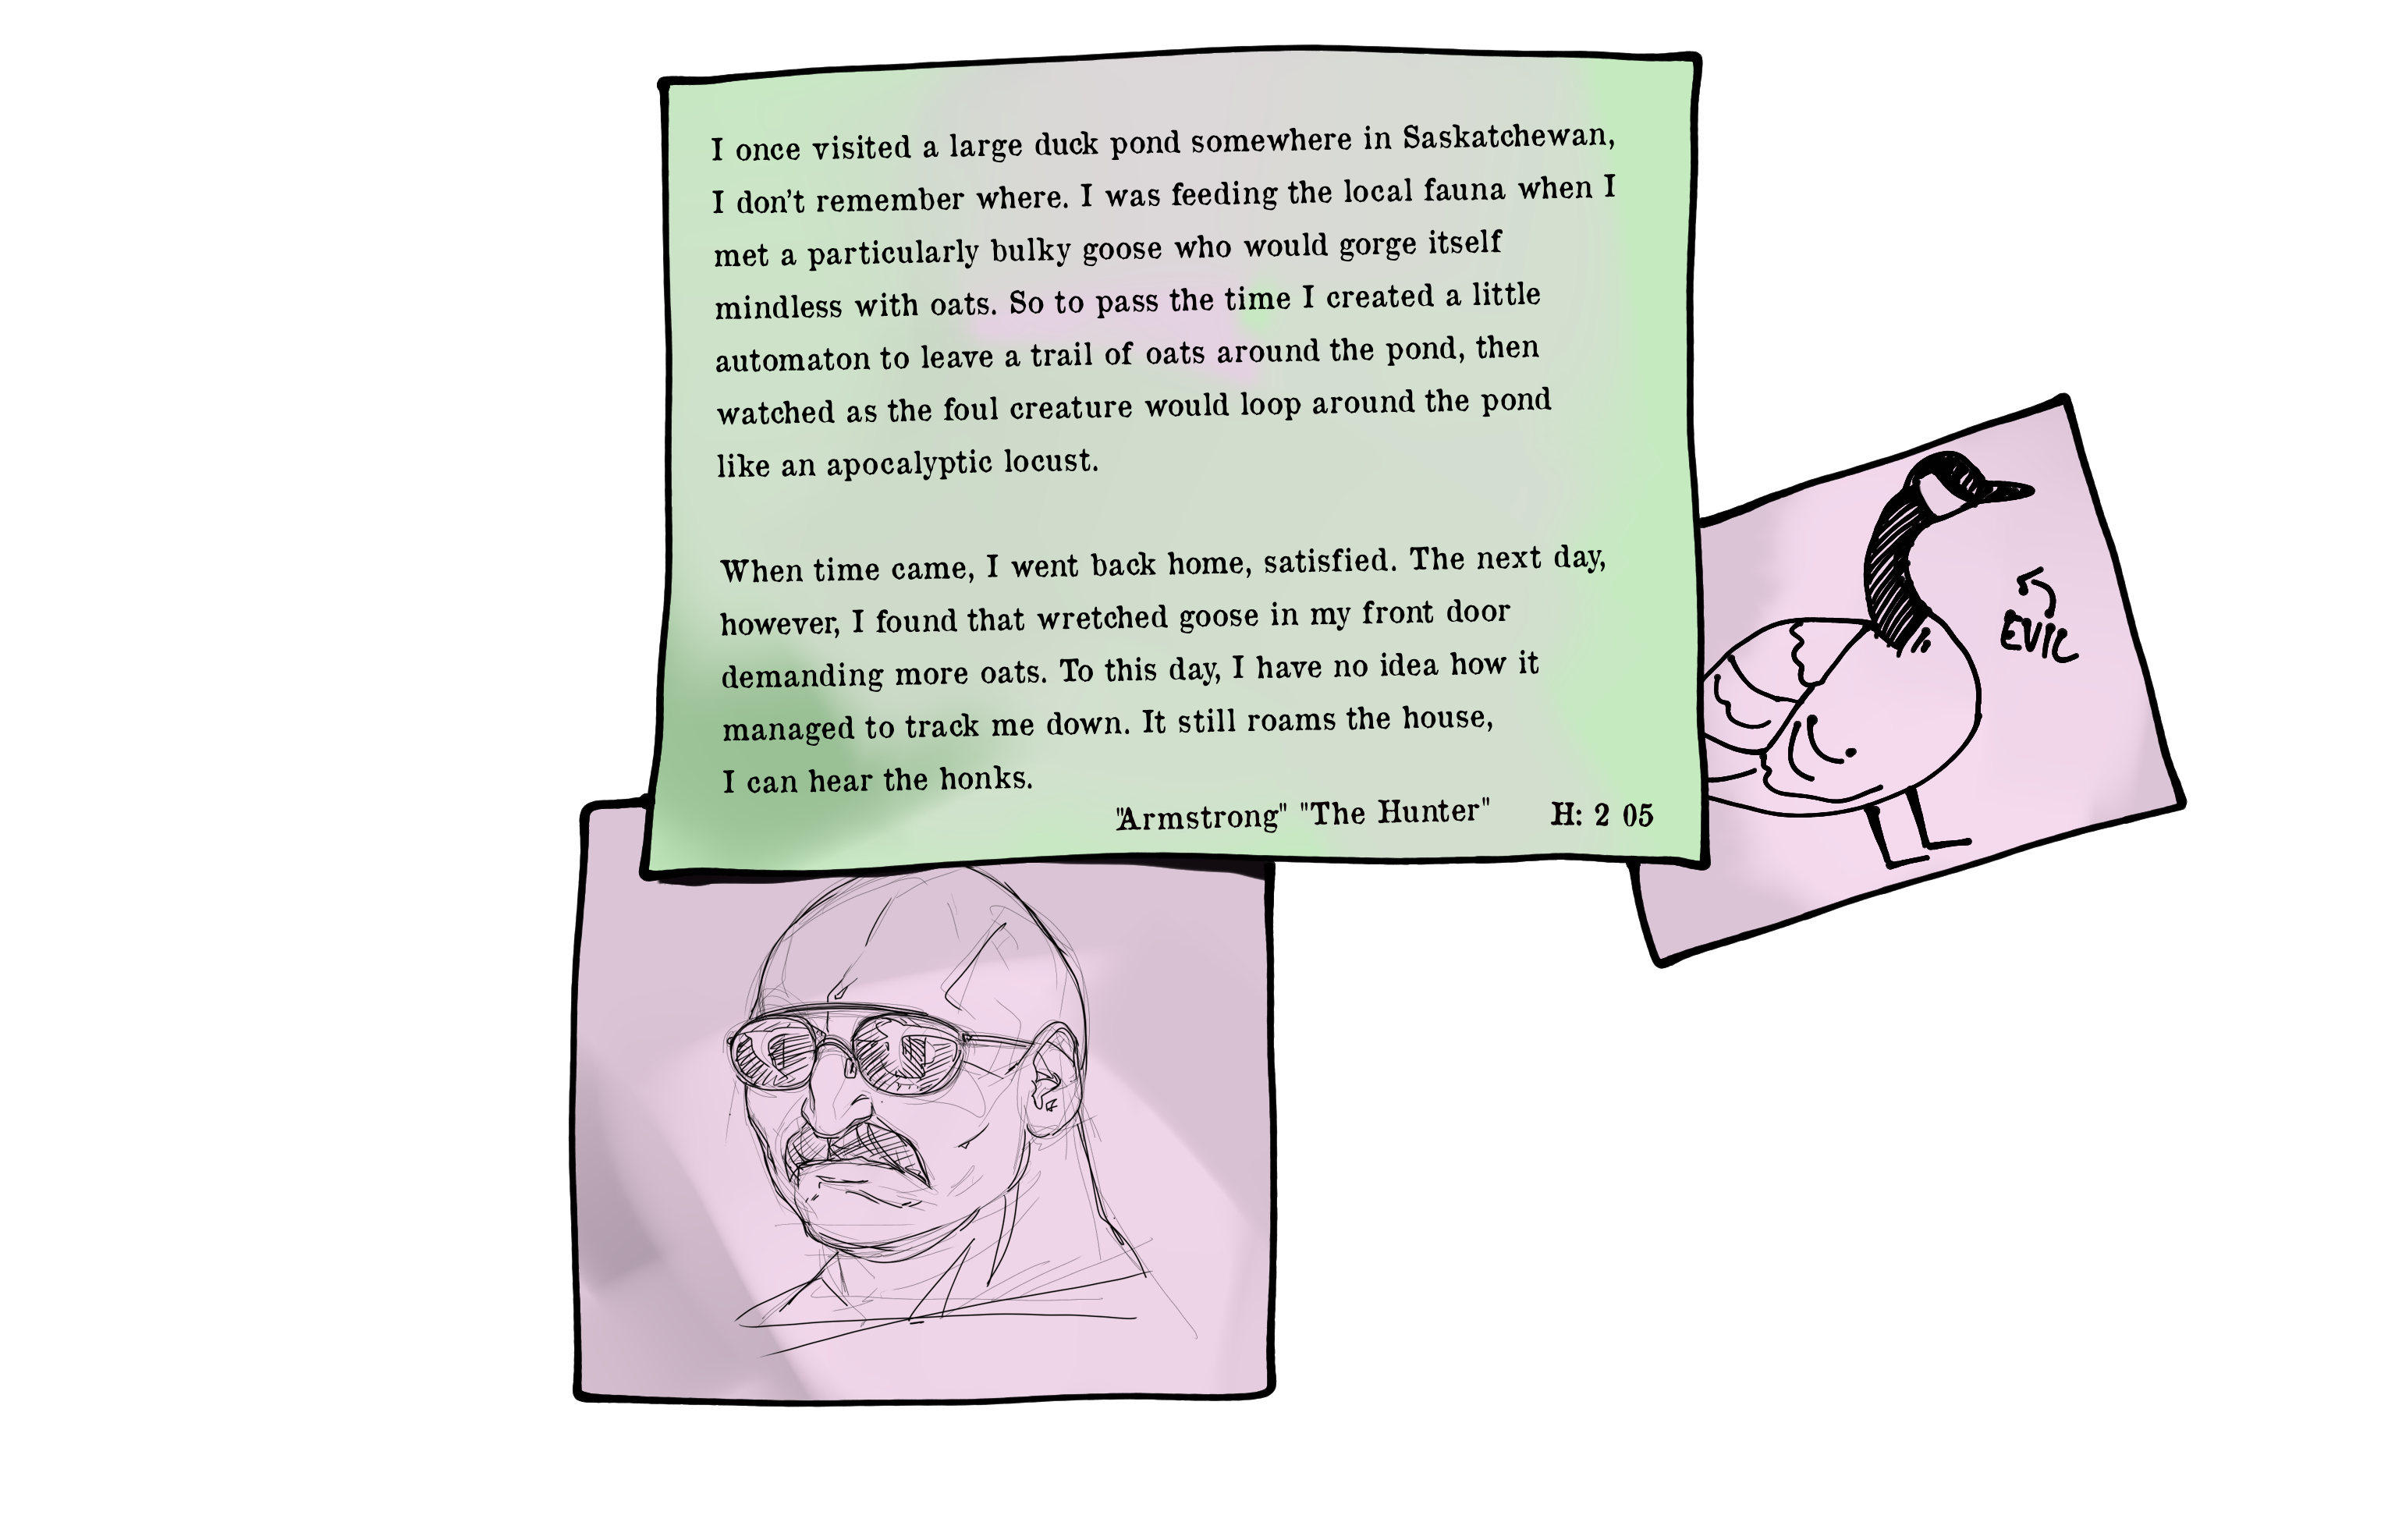 I once visited a large duck pond somewhere in Saskatchewan,
I don't remember where. I was feeding the local fauna when I
met a particularly bulky goose who would gorge itself
mindless with oats. So to pass the time I created a little
automaton to leave a trail of oats around the pond, then
watched as the foul creature would loop around the pond
like an apocalyptic locust.
When time came, I went back home, satisfied. The next day,
however, I found that wretched goose in my front door
demanding more oats. To this day, I have no idea how it
managed to track me down. It still roams the house,
I can hear the honks.
"Armstrong" "The Hunter" H: 2 05
EVIL